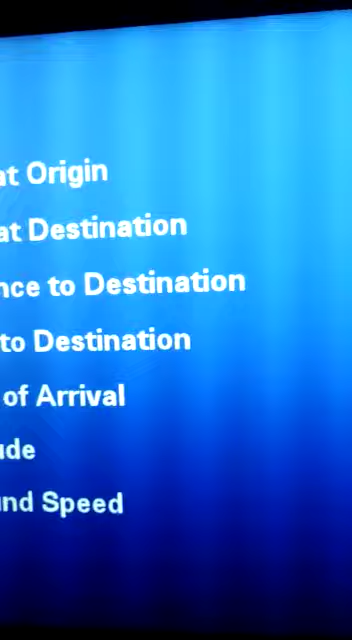 at Origin
at Destination
nce to Destination
to Destination
of Arrival
ude
und Speed